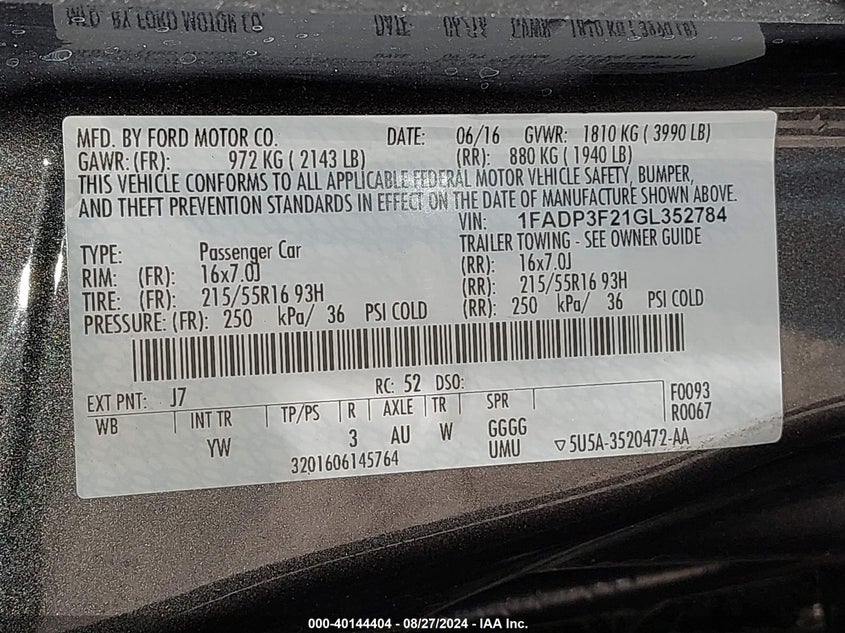 MFD. BY FORD MOTOR CO. DATE: 06/16 GVWR: 1810 KG ( 3990 LB)
GAWR: (FR): 972 KG ( 2143 LB) (RR): 880 KG ( 1940 LB)
THIS VEHICLE CONFORMS TO ALL APPLICABLE FEDERAL MOTOR VEHICLE SAFETY, BUMPER,
AND THEFT PREVENTION STANDARDS IN EFFECT ON THE DATE OF MANUFACTURE SHOWN ABOVE.
VIN: 1FADP3F21GL352784
TYPE: Passenger Car TRAILER TOWING - SEE OWNER GUIDE
RIM: (FR): 16x7.0J (RR): 16x7.0J
TIRE: (FR): 215/55R16 93H (RR): 215/55R16 93H
PRESSURE: (FR): 250 kPa/ 36 PSI COLD (RR): 250 kPa/ 36 PSI COLD
EXT PNT: J7 RC: 52 DSO:
WB INT TR TP/PS R AXLE TR SPR F0093
R0067
YW 3 AU W GGGG
UMU ▽5U5A-3520472-AA
3201606145764
000-40144404 - 08/27/2024 - IAA Inc.